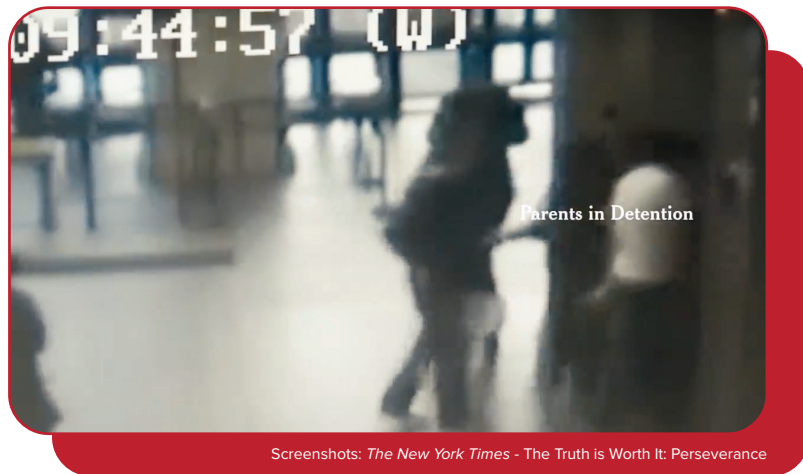 09:44:57 (W)
Parents in Detention
Screenshots: The New York Times - The Truth is Worth It: Perseverance